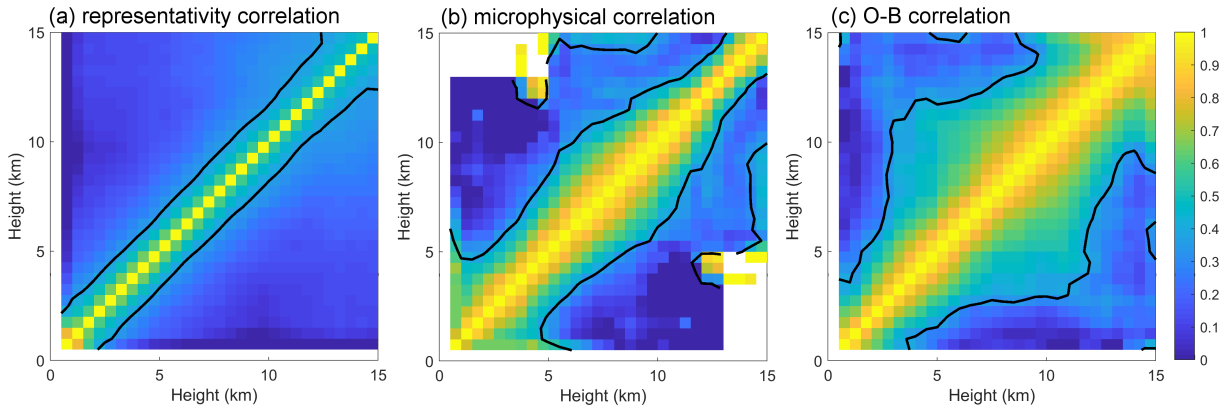 (a) representativity correlation
(b) microphysical correlation
(c) O-B correlation
15
10
5
0
Height (km)
0 5 10 15
Height (km)
15
10
5
0
Height (km)
0 5 10 15
Height (km)
15
10
5
0
Height (km)
0 5 10 15
Height (km)
1
0.9
0.8
0.7
0.6
0.5
0.4
0.3
0.2
0.1
0